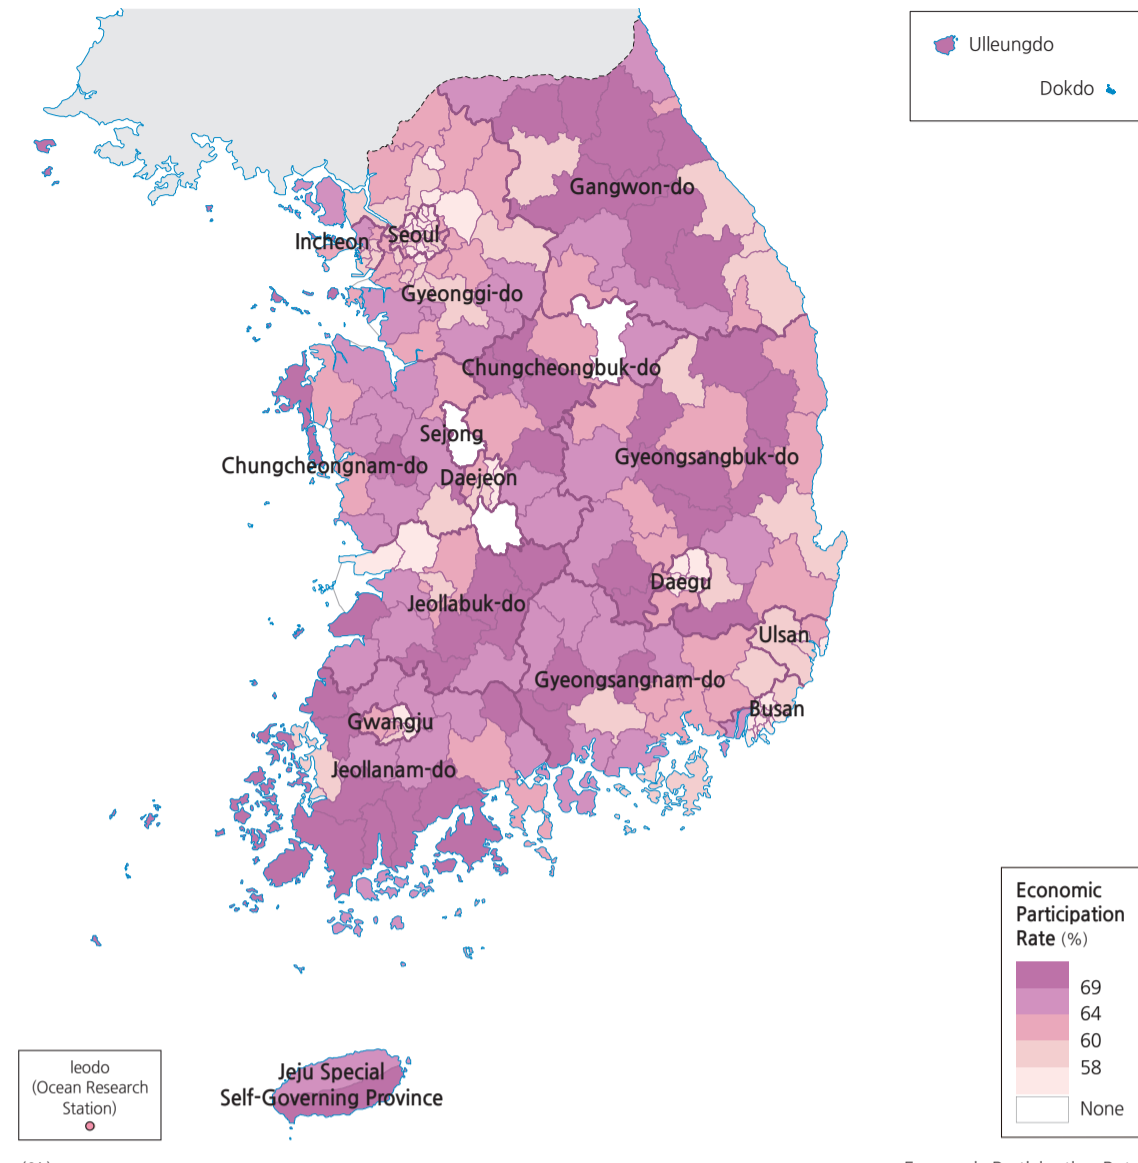 Ulleungdo
Dokdo
Gangwon-do
Incheon
Seoul
Gyeonggi-do
Chungcheongbuk-do
Sejong
Chungcheongnam-do
Gyeongsangbuk-do
Daejeon
Daegu
Jeollabuk-do
Ulsan
Gyeongsangnam-do
Busan
Gwangju
Jeollanam-do
Economic
Participation
Rate (%)
69
64
60
58
None
Ieodo
(Ocean Research
Station)
Jeju Special
Self-Governing Province